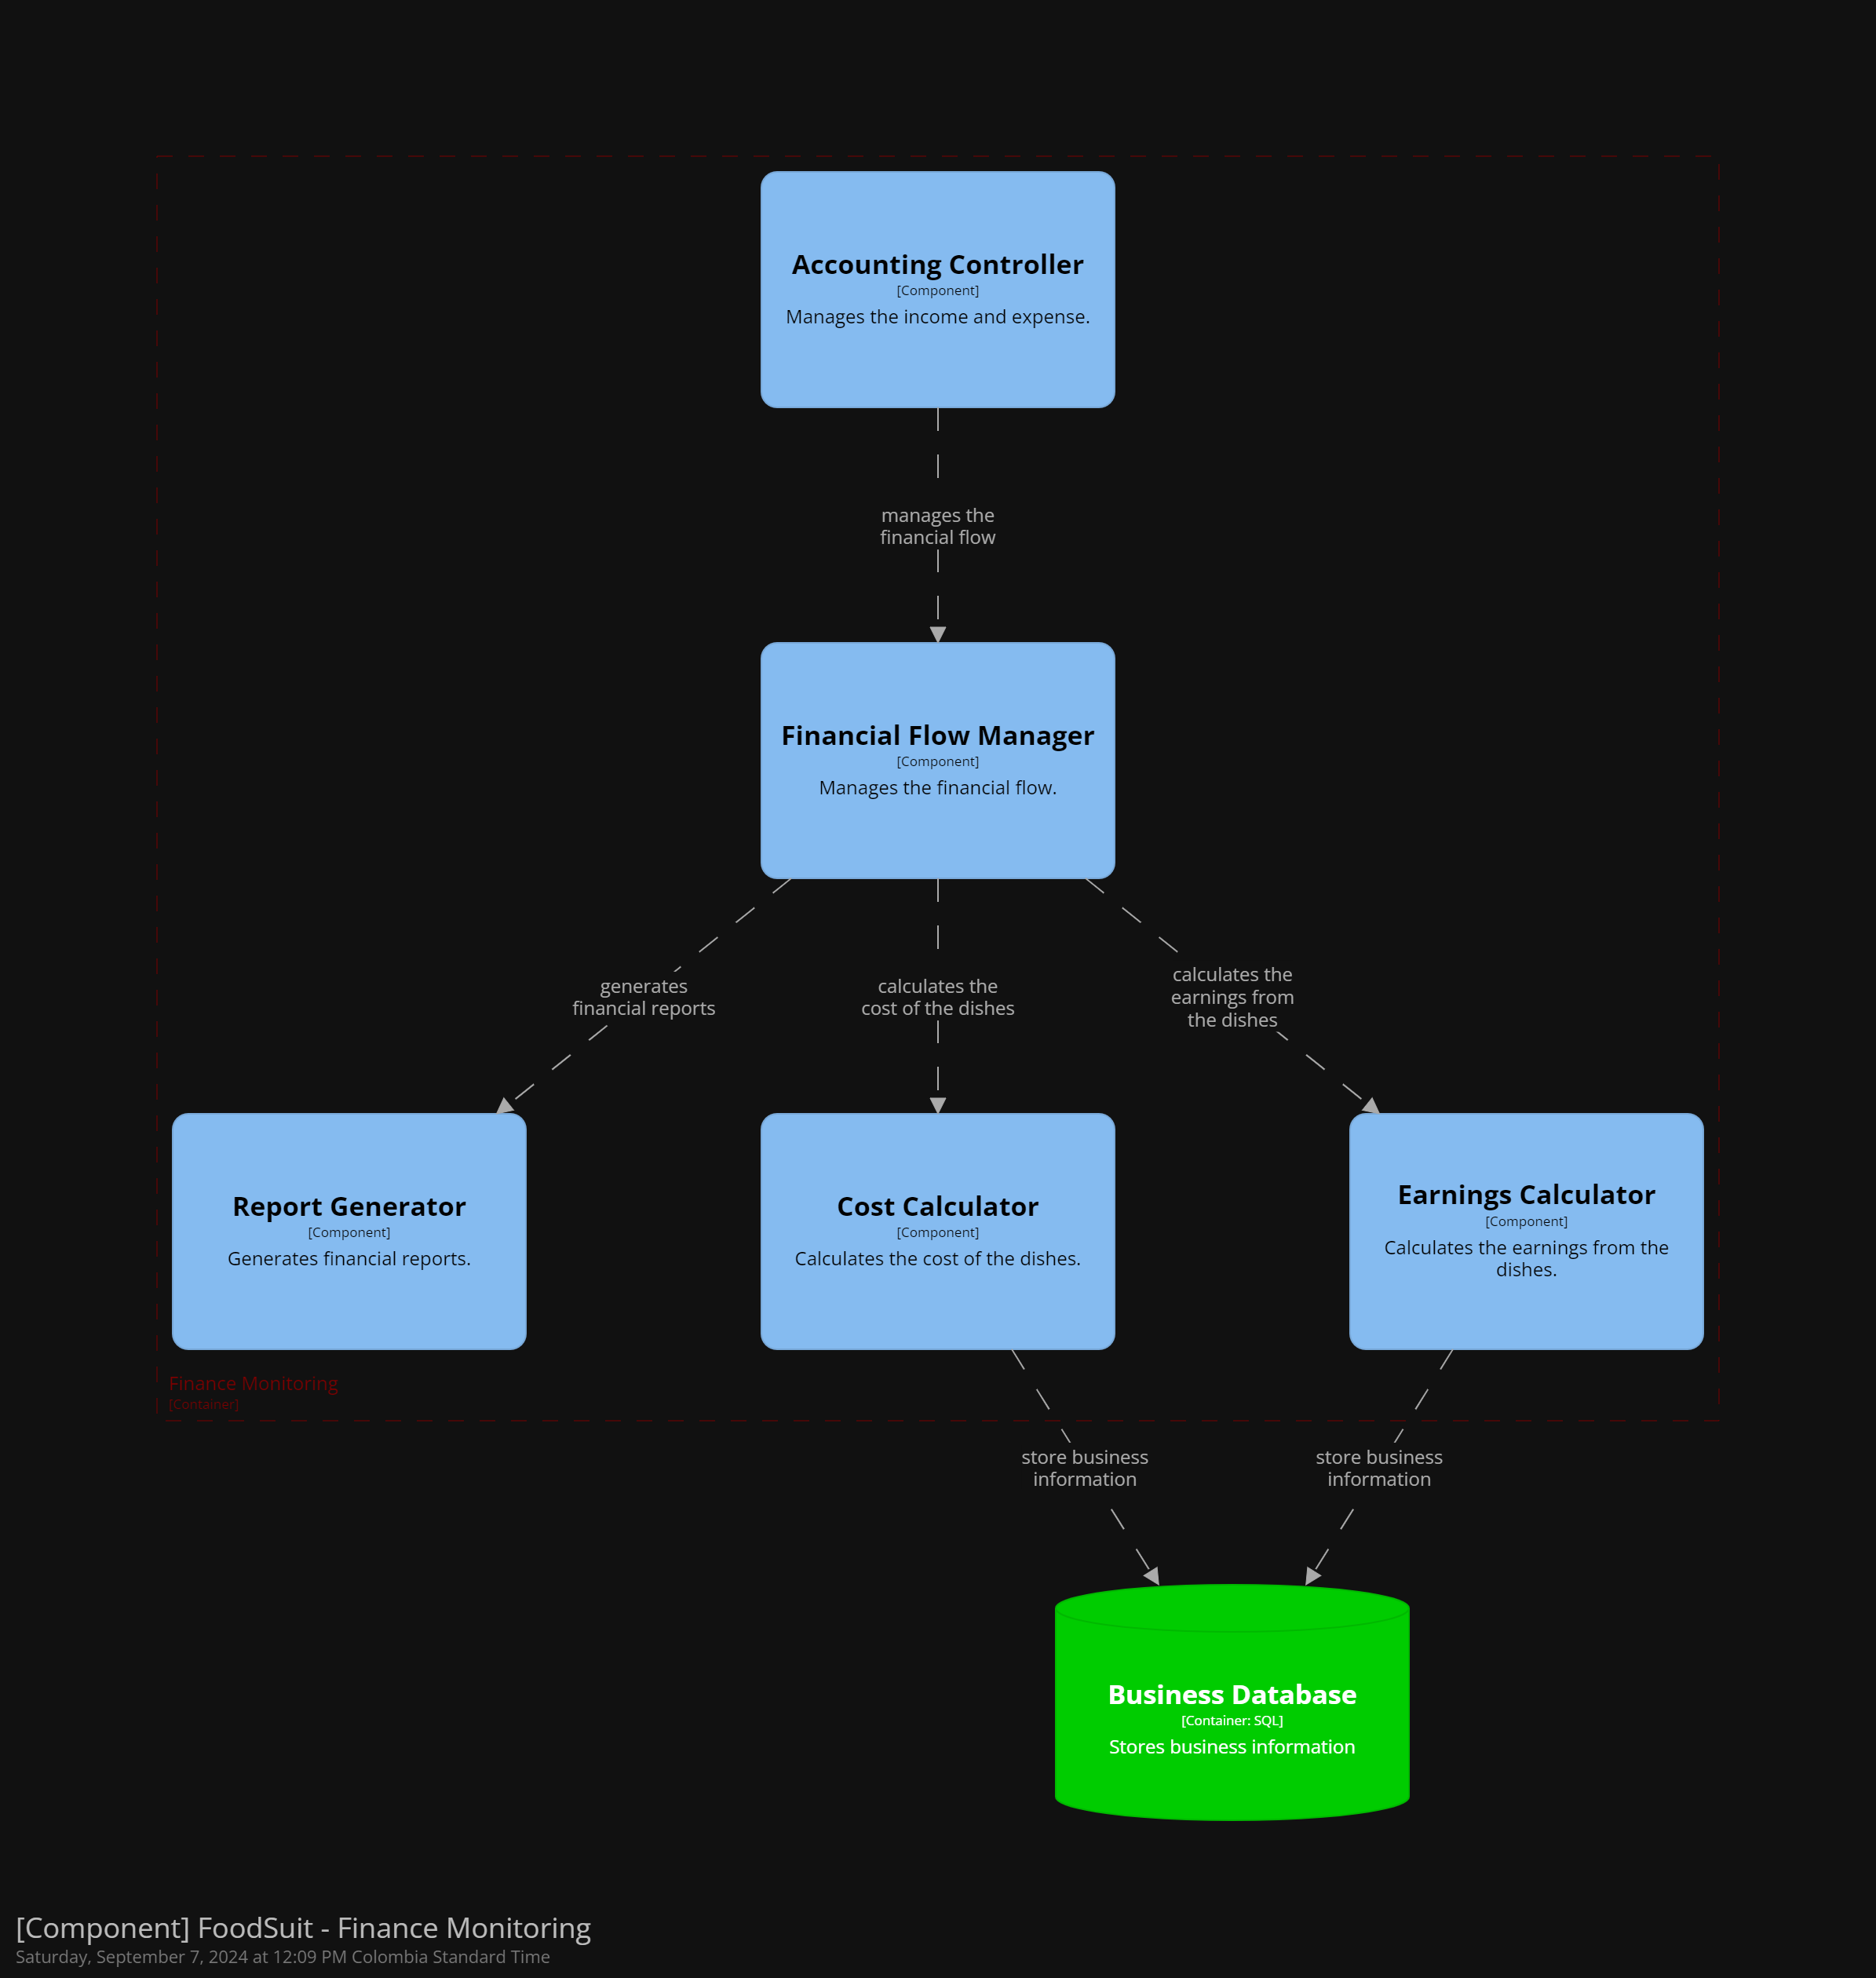 Accounting Controller
[Component]
Manages the income and expense.
manages the
financial flow
Financial Flow Manager
[Component]
Manages the financial flow.
generates
financial reports
calculates the
cost of the dishes
calculates the
earnings from
the dishes
Report Generator
[Component]
Generates financial reports.
Cost Calculator
[Component]
Calculates the cost of the dishes.
Earnings Calculator
[Component]
Calculates the earnings from the
dishes.
Finance Monitoring
[Container]
store business
information
store business
information
Business Database
[Container: SQL]
Stores business information
[Component] FoodSuit - Finance Monitoring
Saturday, September 7, 2024 at 12:09 PM Colombia Standard Time